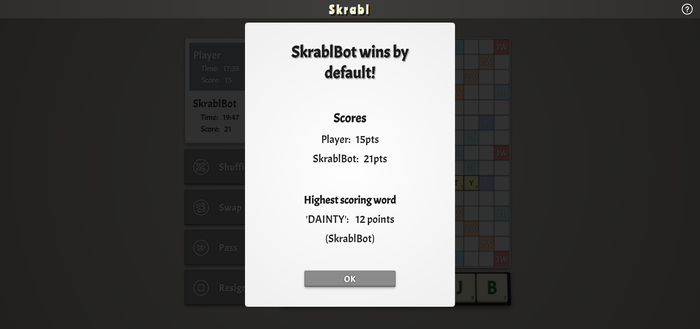 Skrabl
?
SkrablBot wins by
default!
Scores
Player: 15pts
SkrablBot: 21pts
Highest scoring word
'DAINTY': 12 points
(SkrablBot)
OK
Player
Time:
Score: 15
SkrablBot
Time: 19:47
Score: 21
Swap
Pass
Y
U B